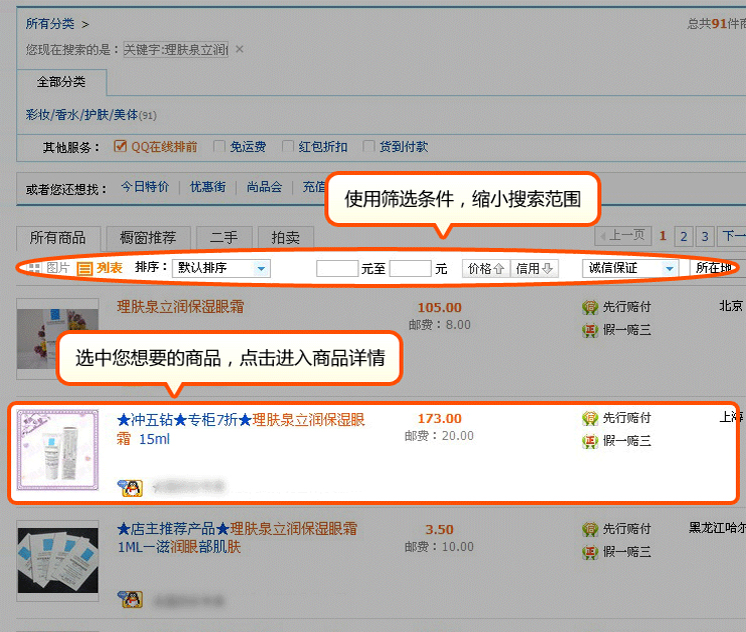 所有分类 >
总共91件商
您现在搜索的是：关键字:理肤泉立润 ×
全部分类
彩妆/香水/护肤/美体(91)
其他服务： QQ在线排前 免运费 红包折扣 货到付款
或者您还想找： 今日特价 优惠街 尚品会 充值
使用筛选条件，缩小搜索范围
所有商品 橱窗推荐 二手 拍卖 上一页 1 2 3 下一
图片 列表 排序： 默认排序 元至 元 价格 信用 诚信保证 所在地
理肤泉立润保湿眼霜 105.00 先行赔付 北京
邮费：8.00 假一赔三
选中您想要的商品，点击进入商品详情
★冲五钻★专柜7折★理肤泉立润保湿眼 173.00 先行赔付 上海
霜 15ml 邮费：20.00 假一赔三
★店主推荐产品★理肤泉立润保湿眼霜 3.50 先行赔付 黑龙江哈尔
1ML一滋润眼部肌肤 邮费：10.00 假一赔三